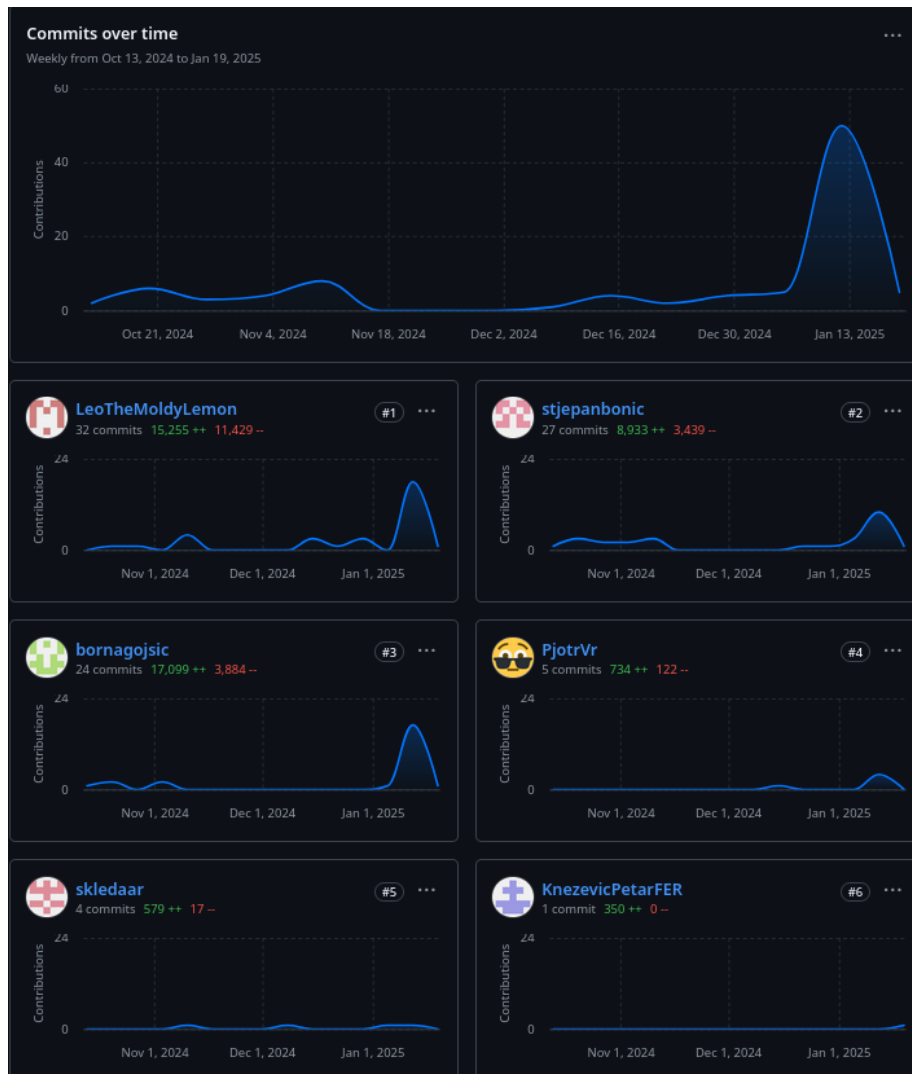 Commits over time
...
Weekly from Oct 13, 2024 to Jan 19, 2025
60
40
20
0
Contributions
Oct 21, 2024 Nov 4, 2024 Nov 18, 2024 Dec 2, 2024 Dec 16, 2024 Dec 30, 2024 Jan 13, 2025
LeoTheMoldyLemon #1 ...
32 commits 15,255 ++ 11,429 --
24
0
Contributions
Nov 1, 2024 Dec 1, 2024 Jan 1, 2025
stjepanbonic #2 ...
27 commits 8,933 ++ 3,439 --
24
0
Contributions
Nov 1, 2024 Dec 1, 2024 Jan 1, 2025
bornagojsic #3 ...
24 commits 17,099 ++ 3,884 --
24
0
Contributions
Nov 1, 2024 Dec 1, 2024 Jan 1, 2025
PjotrVr #4 ...
5 commits 734 ++ 122 --
24
0
Contributions
Nov 1, 2024 Dec 1, 2024 Jan 1, 2025
skledaar #5 ...
4 commits 579 ++ 17 --
24
0
Contributions
Nov 1, 2024 Dec 1, 2024 Jan 1, 2025
KnezevicPetarFER #6 ...
1 commit 350 ++ 0 --
24
0
Contributions
Nov 1, 2024 Dec 1, 2024 Jan 1, 2025